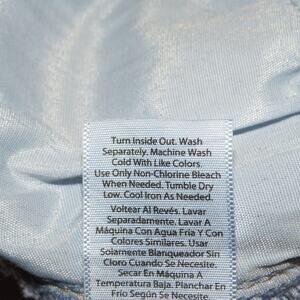 Turn Inside Out. Wash
Separately. Machine Wash
Cold With Like Colors.
Use Only Non-Chlorine Bleach
When Needed. Tumble Dry
Low. Cool Iron As Needed.
Voltear Al Revés. Lavar
Separadamente. Lavar A
Máquina Con Agua Fría Y Con
Colores Similares. Usar
Solamente Blanqueador Sin
Cloro Cuando Se Necesite.
Secar En Máquina A
Temperatura Baja. Planchar En
Frío Según Se Necesite.